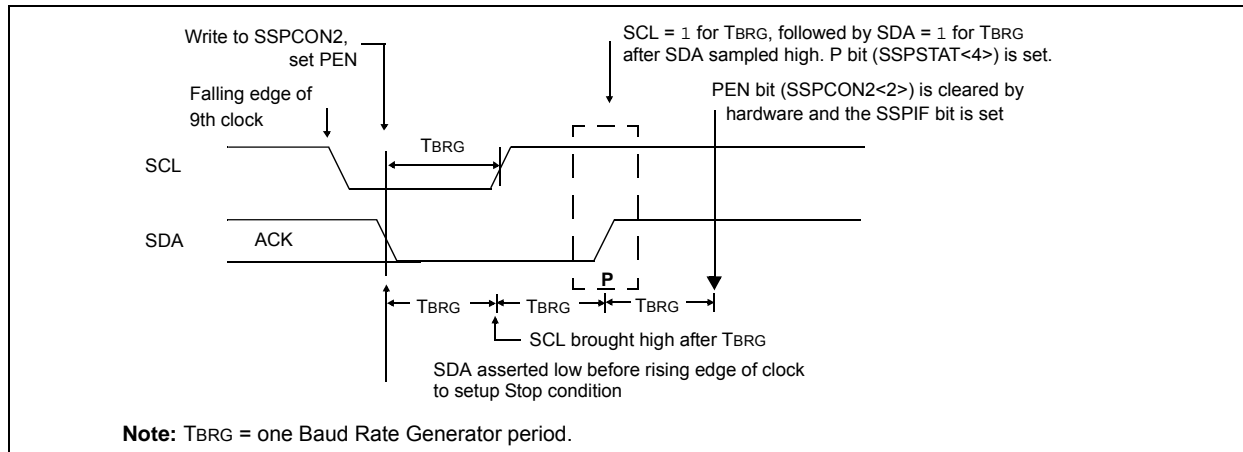 Write to SSPCON2,
set PEN
SCL = 1 for TBRG, followed by SDA = 1 for TBRG
after SDA sampled high. P bit (SSPSTAT<4>) is set.
Falling edge of
9th clock
PEN bit (SSPCON2<2>) is cleared by
hardware and the SSPIF bit is set
TBRG
SCL
SDA
ACK
P
TBRG
TBRG
TBRG
SCL brought high after TBRG
SDA asserted low before rising edge of clock
to setup Stop condition
Note: TBRG = one Baud Rate Generator period.